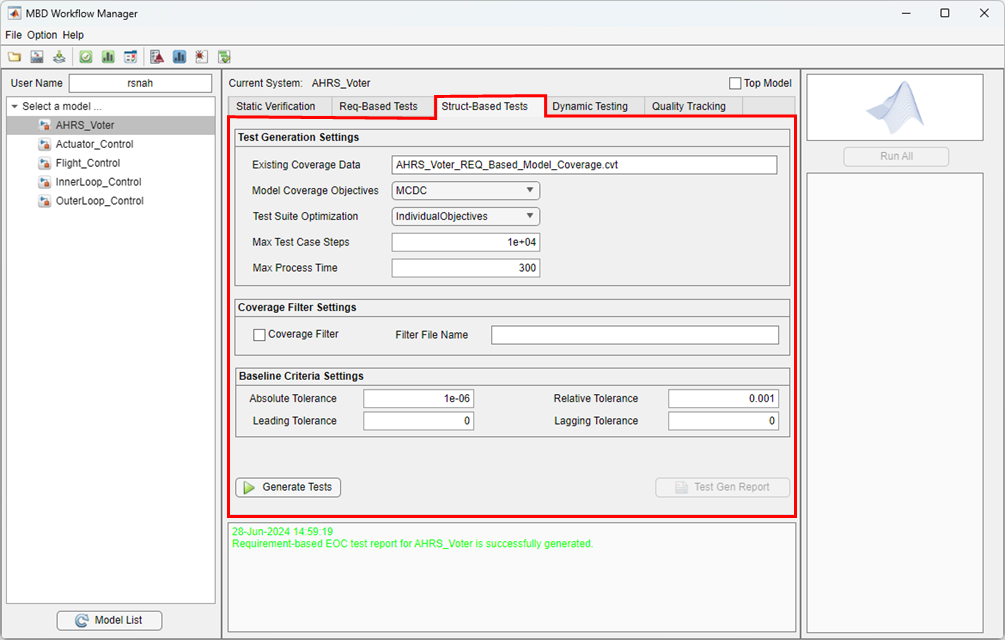 MBD Workflow Manager
File Option Help
User Name rsnah
Select a model ...
AHRS_Voter
Actuator_Control
Flight_Control
InnerLoop_Control
OuterLoop_Control
Model List
Current System: AHRS_Voter Top Model
Static Verification Req-Based Tests Struct-Based Tests Dynamic Testing Quality Tracking
Test Generation Settings
Existing Coverage Data AHRS_Voter_REQ_Based_Model_Coverage.cvt
Model Coverage Objectives MCDC
Test Suite Optimization IndividualObjectives
Max Test Case Steps 1e+04
Max Process Time 300
Coverage Filter Settings
Coverage Filter Filter File Name
Baseline Criteria Settings
Absolute Tolerance 1e-06 Relative Tolerance 0.001
Leading Tolerance 0 Lagging Tolerance 0
Generate Tests Test Gen Report
28-Jun-2024 14:59:19
Requirement-based EOC test report for AHRS_Voter is successfully generated.
Run All